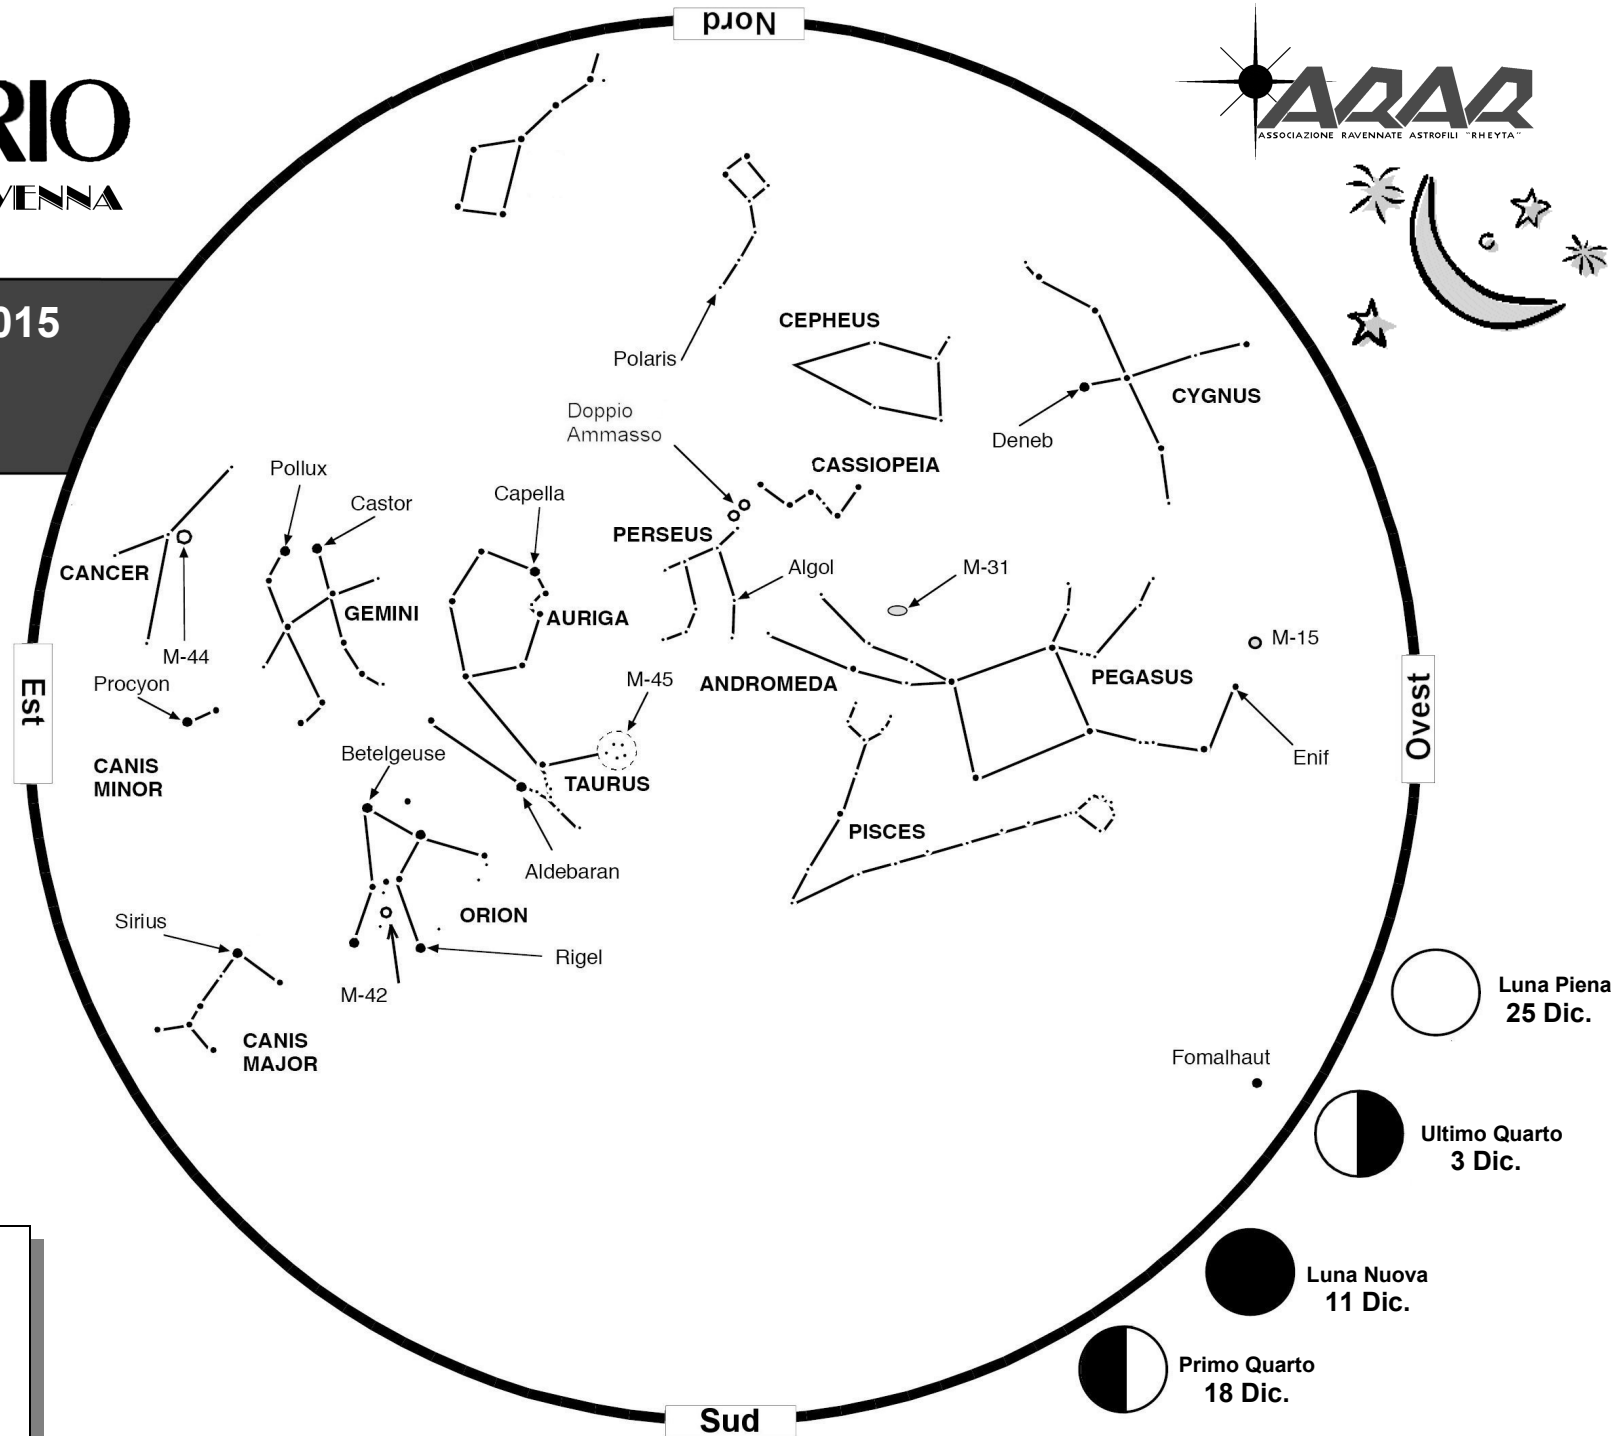 Nord
RIO
VENNA
015
ARAR
ASSOCIAZIONE RAVENNATE ASTROFILI "RHEYTA"
CEPHEUS
Polaris
CYGNUS
Doppio
Ammasso
Deneb
CASSIOPEIA
Pollux
Castor
Capella
PERSEUS
CANCER
Algol
M-31
GEMINI
AURIGA
M-15
M-44
Procyon
M-45
ANDROMEDA
PEGASUS
Est
Ovest
Betelgeuse
Enif
CANIS
MINOR
TAURUS
PISCES
Aldebaran
Sirius
ORION
Rigel
M-42
CANIS
MAJOR
Fomalhaut
Luna Piena
25 Dic.
Ultimo Quarto
3 Dic.
Luna Nuova
11 Dic.
Primo Quarto
18 Dic.
Sud